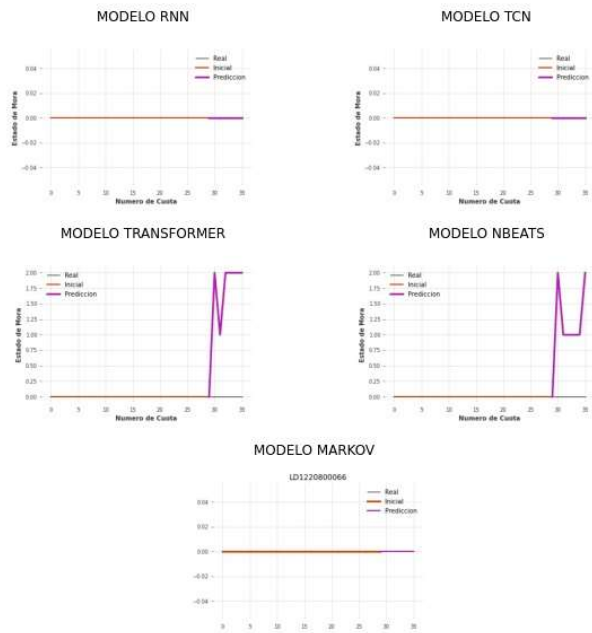 MODELO RNN
Real
Inicial
Prediccion
0.04
0.02
0.00
−0.02
−0.04
Estado de Mora
0 5 10 15 20 25 30 35
Numero de Cuota
MODELO TCN
Real
Inicial
Prediccion
0.04
0.02
0.00
−0.02
−0.04
Estado de Mora
0 5 10 15 20 25 30 35
Numero de Cuota
MODELO TRANSFORMER
Real
Inicial
Prediccion
2.00
1.75
1.50
1.25
1.00
0.75
0.50
0.25
0.00
Estado de Mora
0 5 10 15 20 25 30 35
Numero de Cuota
MODELO NBEATS
Real
Inicial
Prediccion
2.00
1.75
1.50
1.25
1.00
0.75
0.50
0.25
0.00
Estado de Mora
0 5 10 15 20 25 30 35
Numero de Cuota
MODELO MARKOV
LD1220800066
Real
Inicial
Prediccion
0.04
0.02
0.00
−0.02
−0.04
0 5 10 15 20 25 30 35